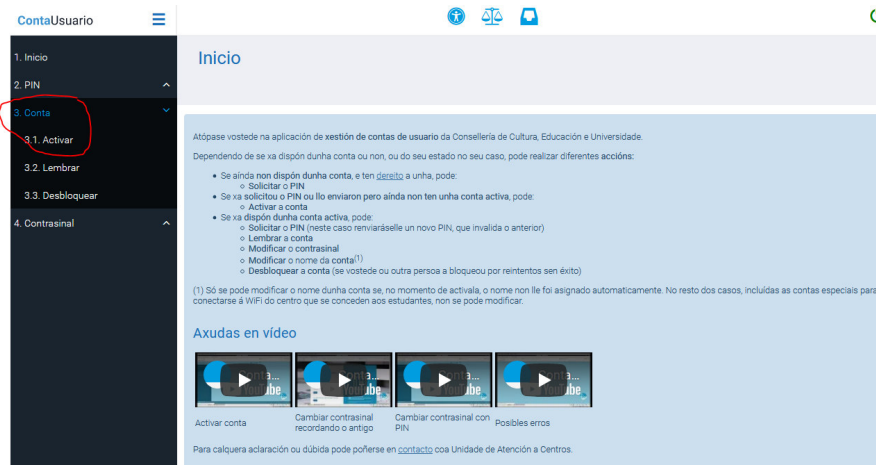 ContaUsuario
1. Inicio
2. PIN
3. Conta
3.1. Activar
3.2. Lembrar
3.3. Desbloquear
4. Contrasinal
Inicio
Atópase vostede na aplicación de xestión de contas de usuario da Consellería de Cultura, Educación e Universidade.
Dependendo de se xa dispón dunha conta ou non, ou do seu estado no seu caso, pode realizar diferentes accións:
Se aínda non dispón dunha conta, e ten dereito a unha, pode:
Solicitar o PIN
Se xa solicitou o PIN ou llo enviaron pero aínda non ten unha conta activa, pode:
Activar a conta
Se xa dispón dunha conta activa, pode:
Solicitar o PIN (neste caso renviaráselle un novo PIN, que invalida o anterior)
Lembrar a conta
Modificar o contrasinal
Modificar o nome da conta(1)
Desbloquear a conta (se vostede ou outra persoa a bloqueou por reintentos sen éxito)
(1) Só se pode modificar o nome dunha conta se, no momento de activala, o nome non lle foi asignado automaticamente. No resto dos casos, incluídas as contas especiais para
conectarse á WiFi do centro que se conceden aos estudantes, non se pode modificar.
Axudas en vídeo
Activar conta
Cambiar contrasinal
recordando o antigo
Cambiar contrasinal con
PIN
Posibles erros
Para calquera aclaración ou dúbida pode poñerse en contacto coa Unidade de Atención a Centros.